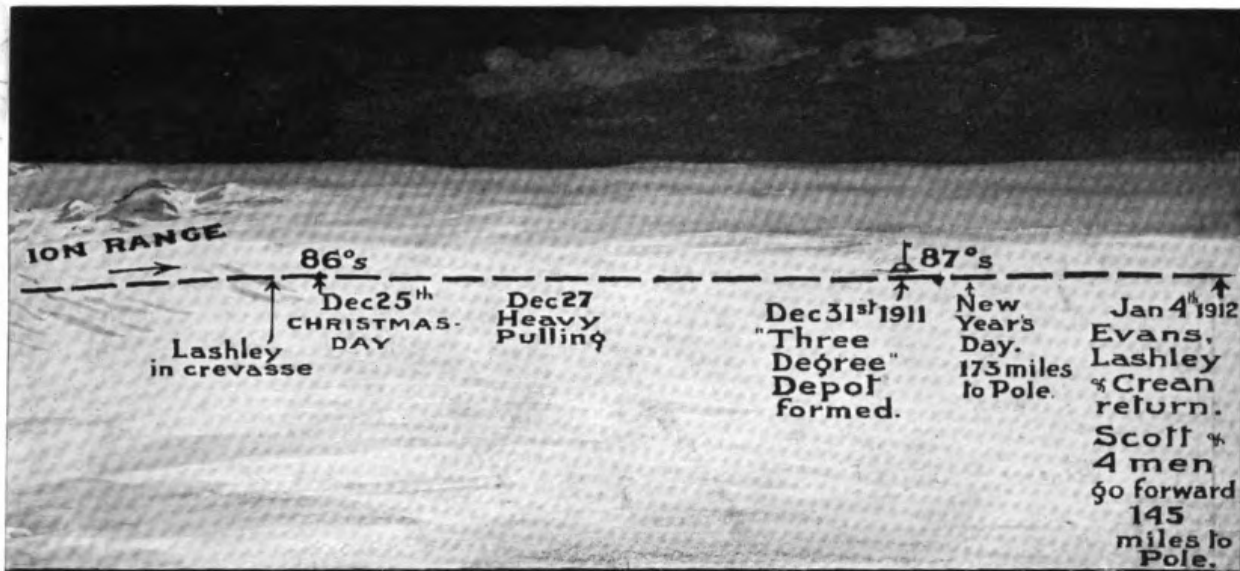 ION RANGE
86°s
87°s
Lashley
in crevasse
Dec 25th
CHRISTMAS-
DAY
Dec 27
Heavy
Pulling
Dec 31st 1911
"Three
Degree"
Depot
formed.
New
Year's
Day.
173 miles
to Pole.
Jan 4th 1912
Evans,
Lashley
& Crean
return.
Scott &
4 men
go forward
145
miles to
Pole.